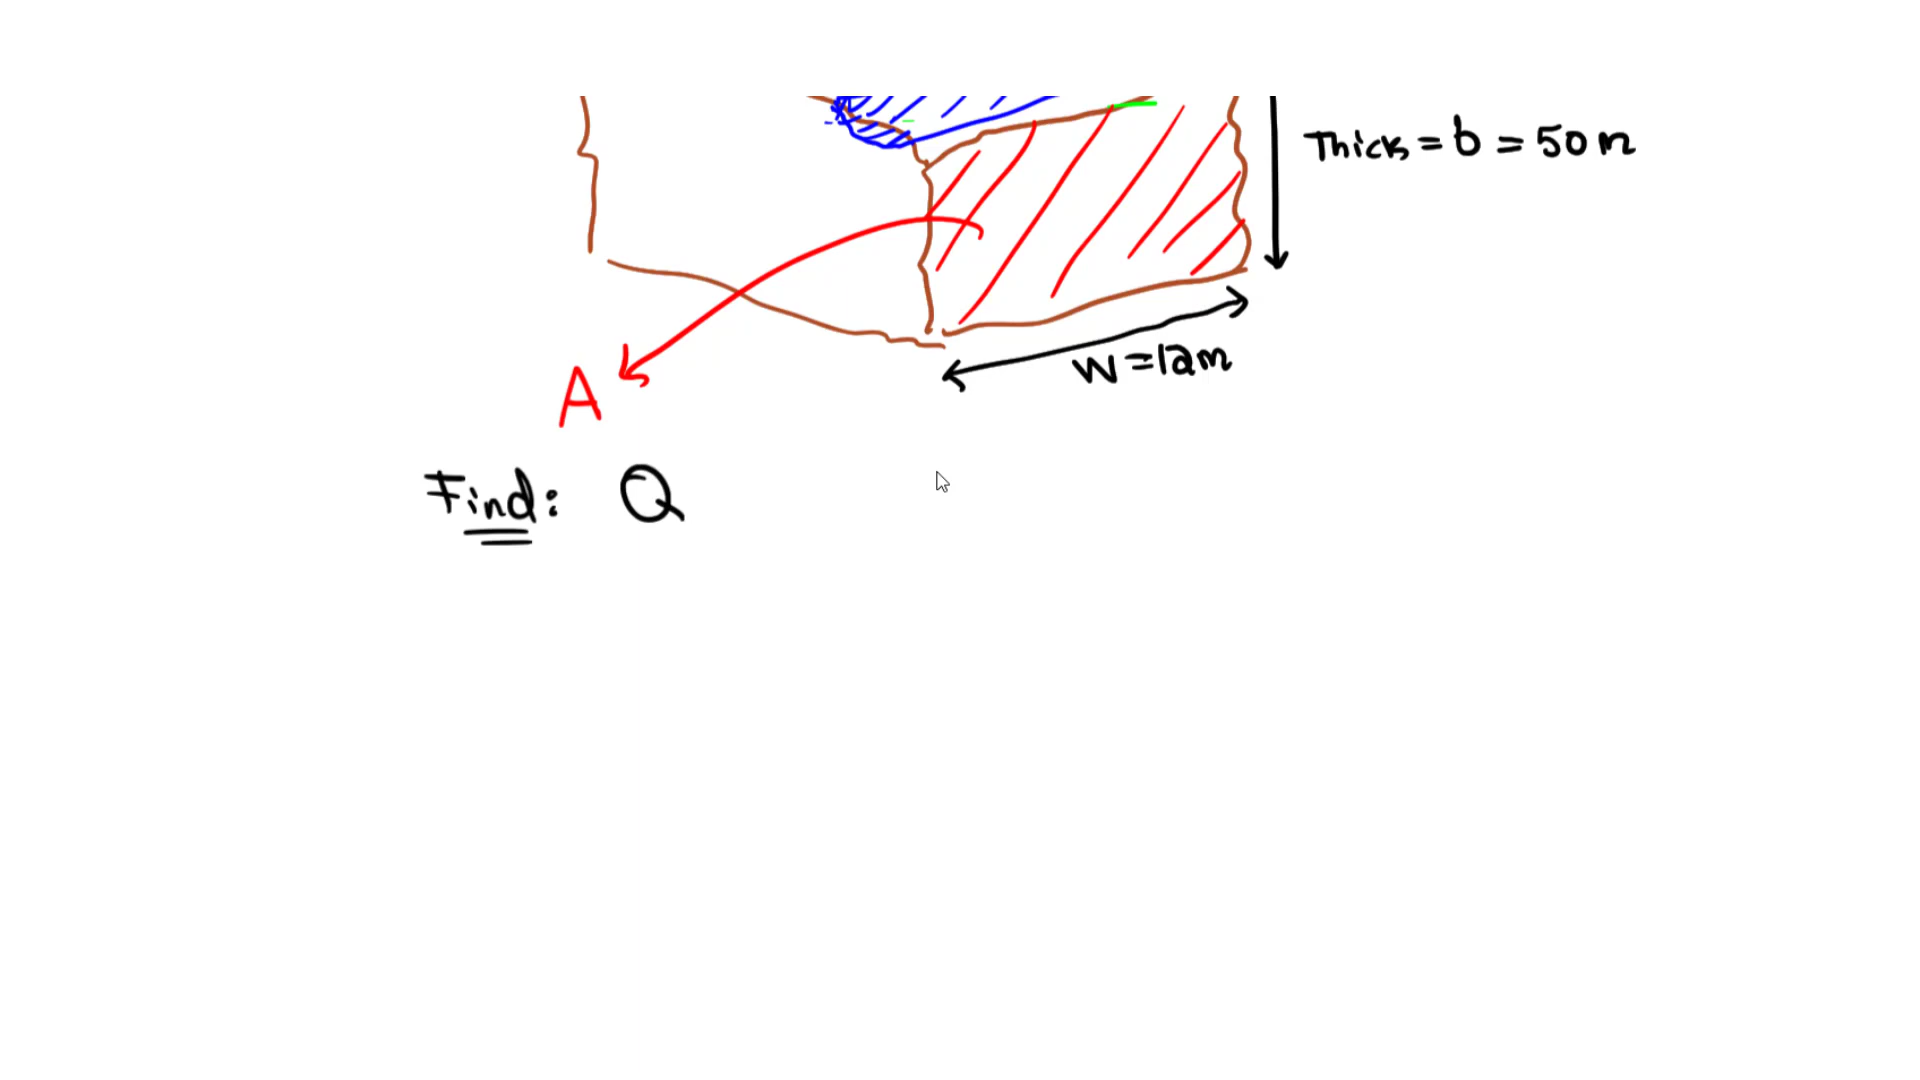 Thick = b = 50 m
W = 12m
A
Find: Q